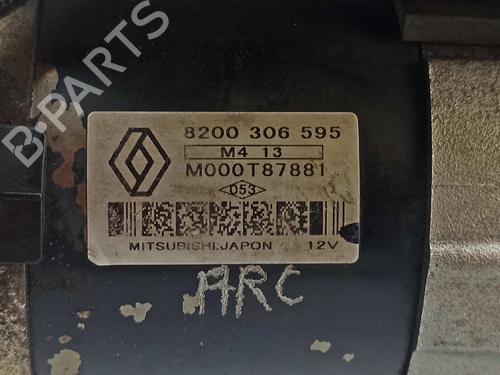 8200 306 595
M4 13
M000T87881
053
MITSUBISHI.JAPON 12V
ARC
B-PARTS